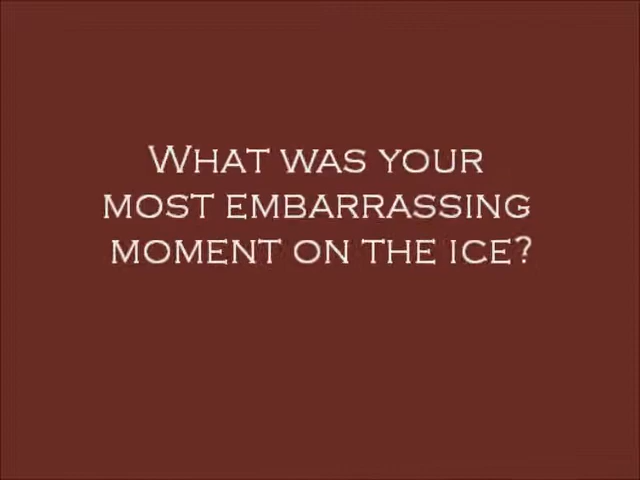 What was your
most embarrassing
moment on the ice?